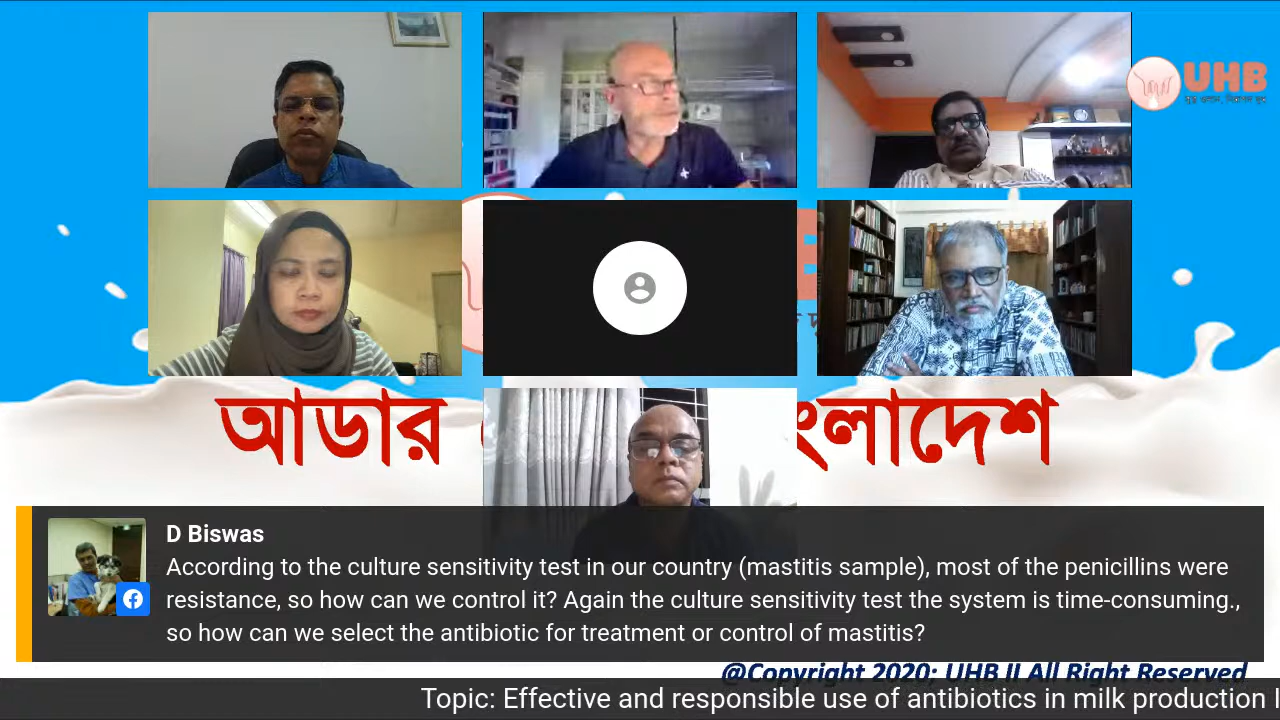 UHB
আডার
ংলাদেশ
D Biswas
According to the culture sensitivity test in our country (mastitis sample), most of the penicillins were
resistance, so how can we control it? Again the culture sensitivity test the system is time-consuming.,
so how can we select the antibiotic for treatment or control of mastitis?
@Copyright 2020; UHB II All Right Reserved
Topic: Effective and responsible use of antibiotics in milk production